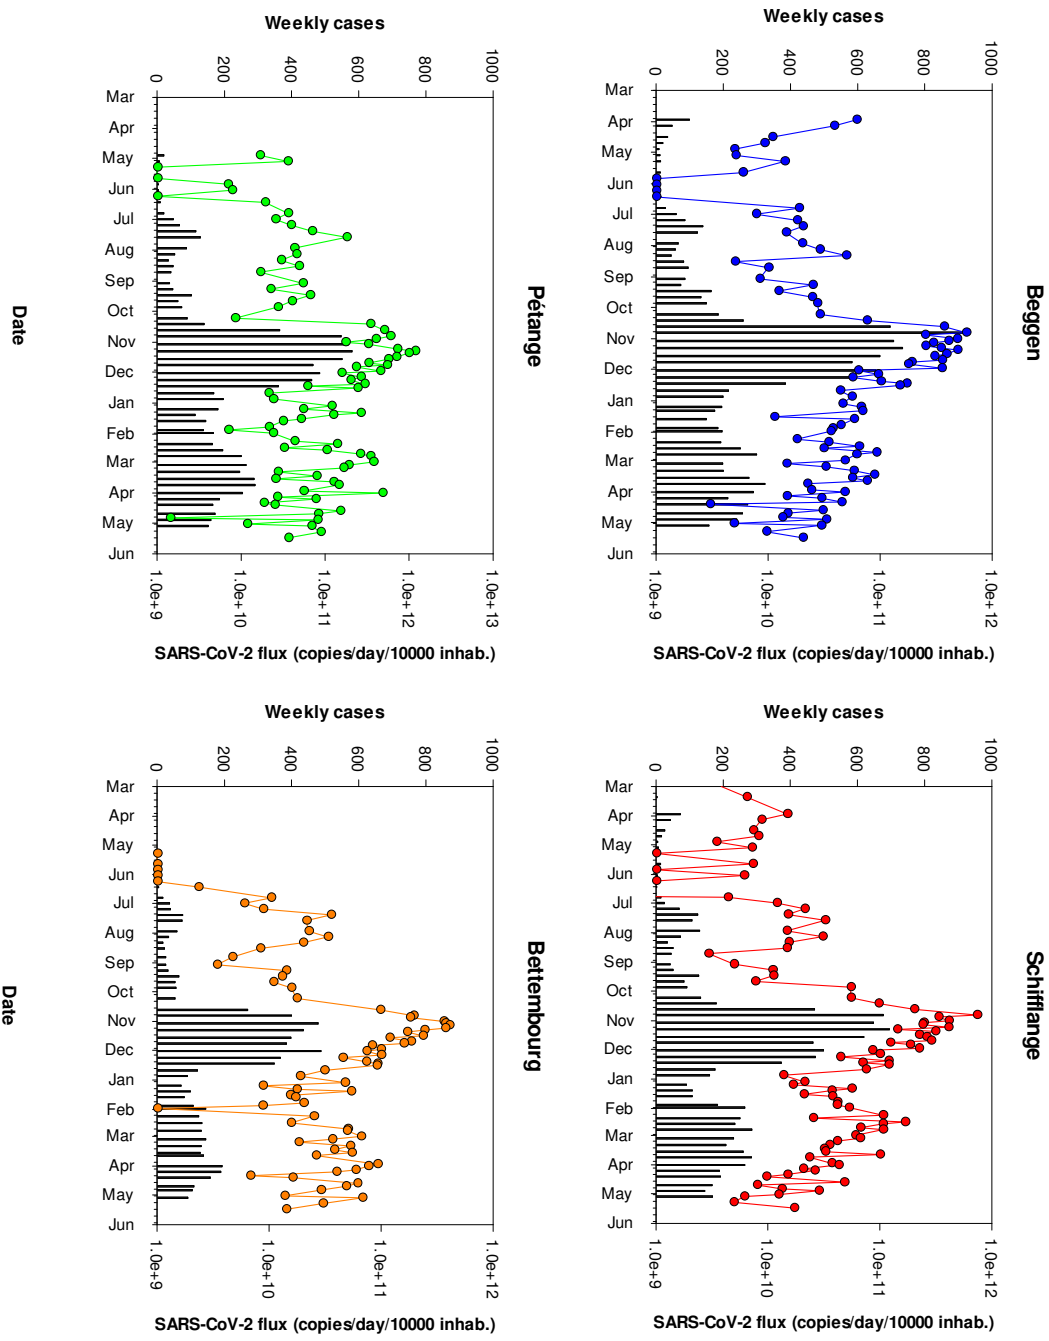 Weekly cases
0
200
400
600
800
1000
Mar
Apr
May
Jun
Jul
Aug
Sep
Oct
Nov
Dec
Jan
Feb
Mar
Apr
May
Jun
1.0e+9
1.0e+10
1.0e+11
1.0e+12
SARS-CoV-2 flux (copies/day/10000 inhab.)
Beggen
Weekly cases
0
200
400
600
800
1000
Mar
Apr
May
Jun
Jul
Aug
Sep
Oct
Nov
Dec
Jan
Feb
Mar
Apr
May
Jun
1.0e+9
1.0e+10
1.0e+11
1.0e+12
SARS-CoV-2 flux (copies/day/10000 inhab.)
Schifflange
Weekly cases
0
200
400
600
800
1000
Mar
Apr
May
Jun
Jul
Aug
Sep
Oct
Nov
Dec
Jan
Feb
Mar
Apr
May
Jun
1.0e+9
1.0e+10
1.0e+11
1.0e+12
1.0e+13
SARS-CoV-2 flux (copies/day/10000 inhab.)
Pétange
Date
Weekly cases
0
200
400
600
800
1000
Mar
Apr
May
Jun
Jul
Aug
Sep
Oct
Nov
Dec
Jan
Feb
Mar
Apr
May
Jun
1.0e+9
1.0e+10
1.0e+11
1.0e+12
SARS-CoV-2 flux (copies/day/10000 inhab.)
Bettembourg
Date